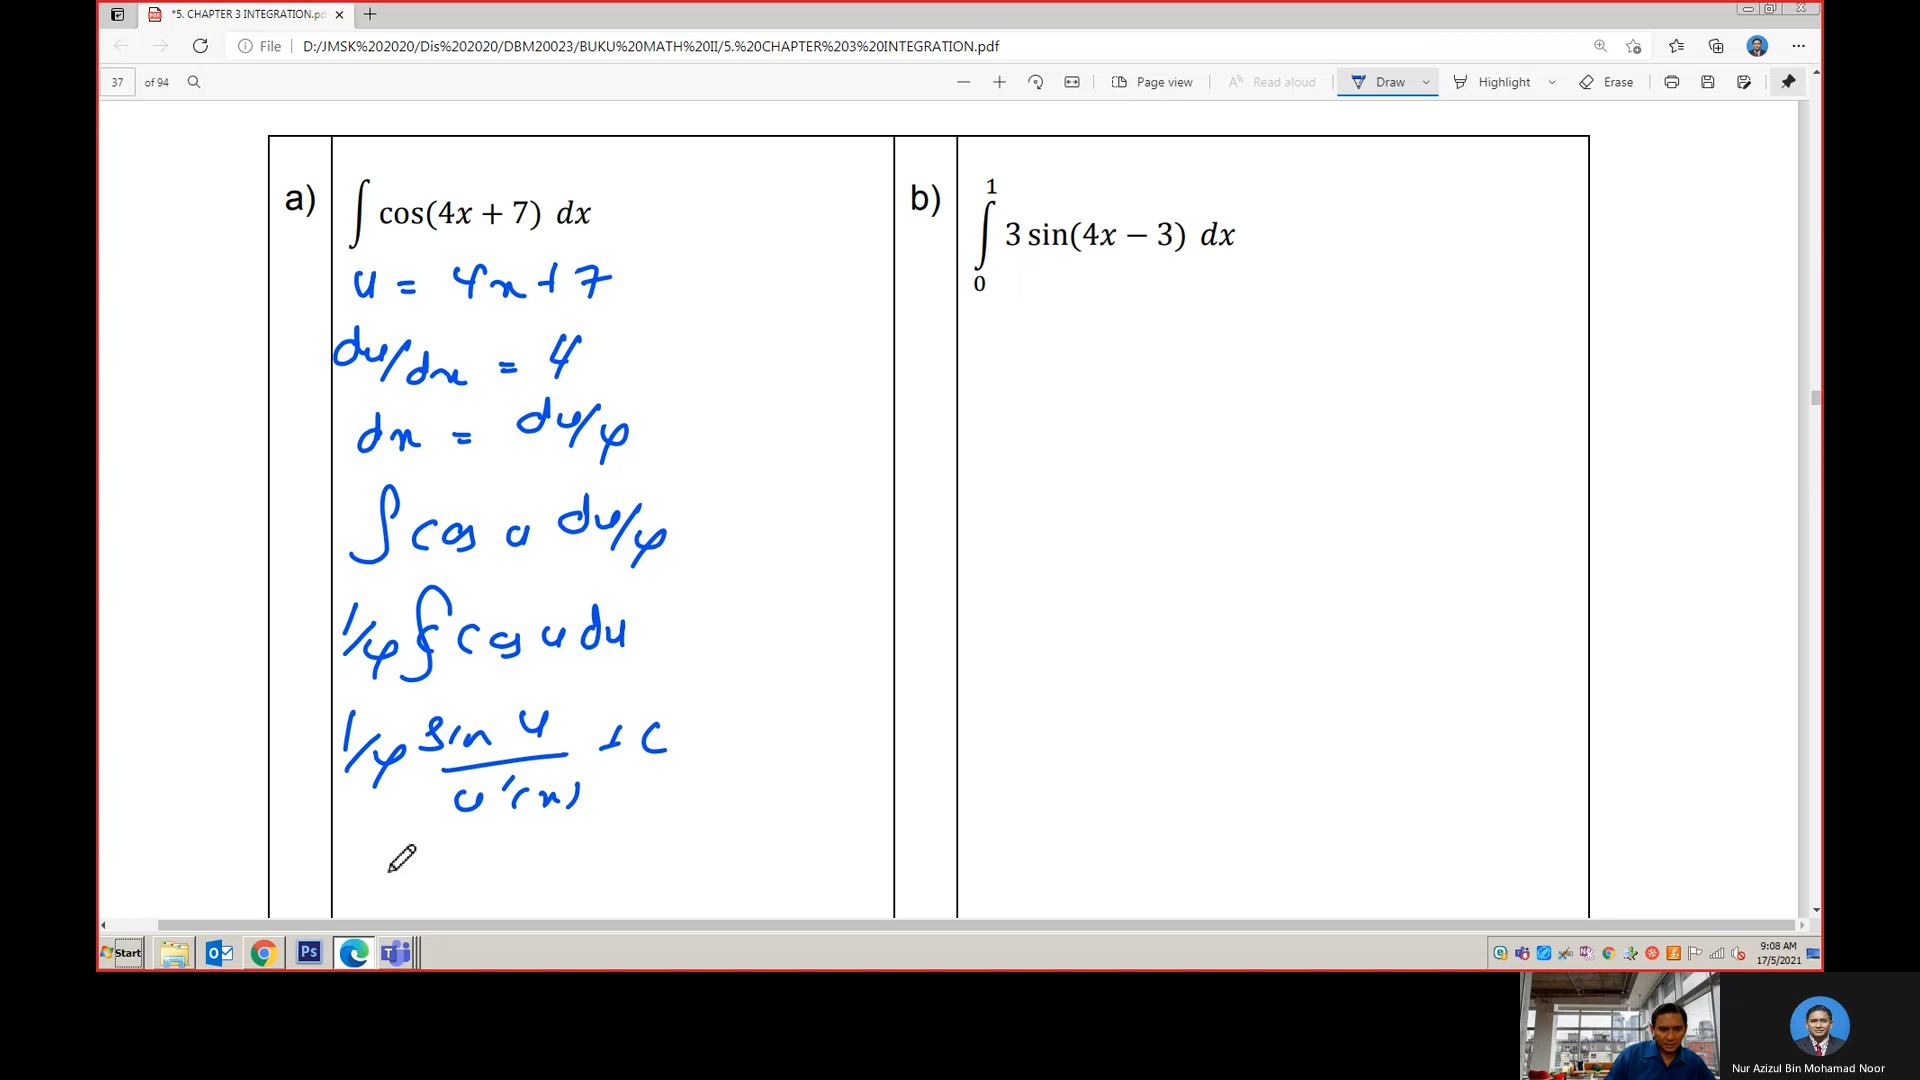 *5. CHAPTER 3 INTEGRATION.pdf
File D:/JMSK%202020/Dis%202020/DBM20023/BUKU%20MATH%20II/5.%20CHAPTER%203%20INTEGRATION.pdf
37 of 94
Page view
Read aloud
Draw
Highlight
Erase
a) ∫ cos(4x + 7) dx
u = 4x + 7
du/dx = 4
dx = du/4
∫ cos u du/4
1/4 ∫ cos u du
1/4 sin u / u'(x) + c
b) ∫₀¹ 3 sin(4x − 3) dx
Start
Ps
9:08 AM
17/5/2021
Nur Azizul Bin Mohamad Noor